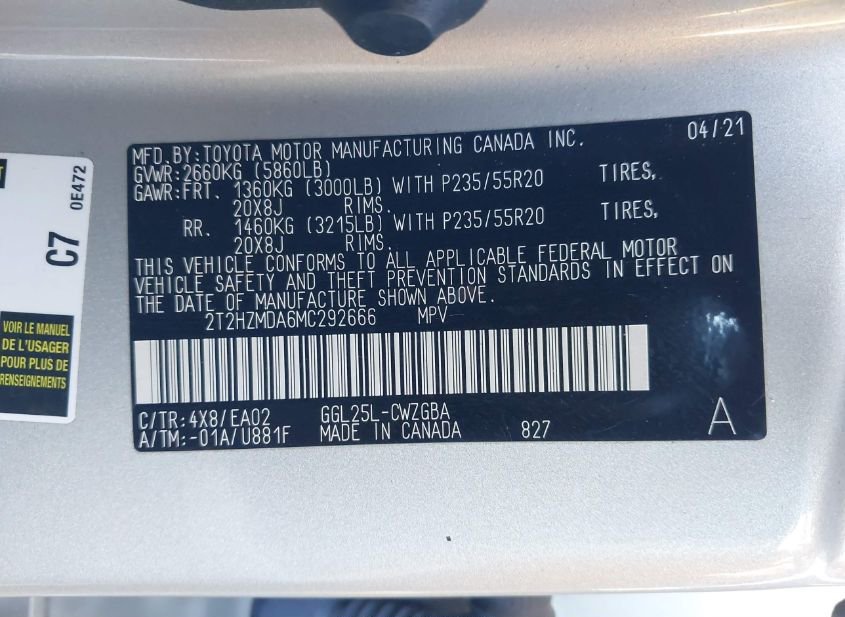 MFD.BY:TOYOTA MOTOR MANUFACTURING CANADA INC. 04/21
GVWR:2660KG (5860LB)
GAWR:FRT. 1360KG (3000LB) WITH P235/55R20 TIRES,
20X8J RIMS.
RR. 1460KG (3215LB) WITH P235/55R20 TIRES,
20X8J RIMS.
THIS VEHICLE CONFORMS TO ALL APPLICABLE FEDERAL MOTOR
VEHICLE SAFETY AND THEFT PREVENTION STANDARDS IN EFFECT ON
THE DATE OF MANUFACTURE SHOWN ABOVE.
2T2HZMDA6MC292666 MPV
C/TR:4X8/EA02 GGL25L-CWZGBA
A/TM:-01A/U881F MADE IN CANADA 827 A
C7 0E472
VOIR LE MANUEL
DE L'USAGER
POUR PLUS DE
RENSEIGNEMENTS